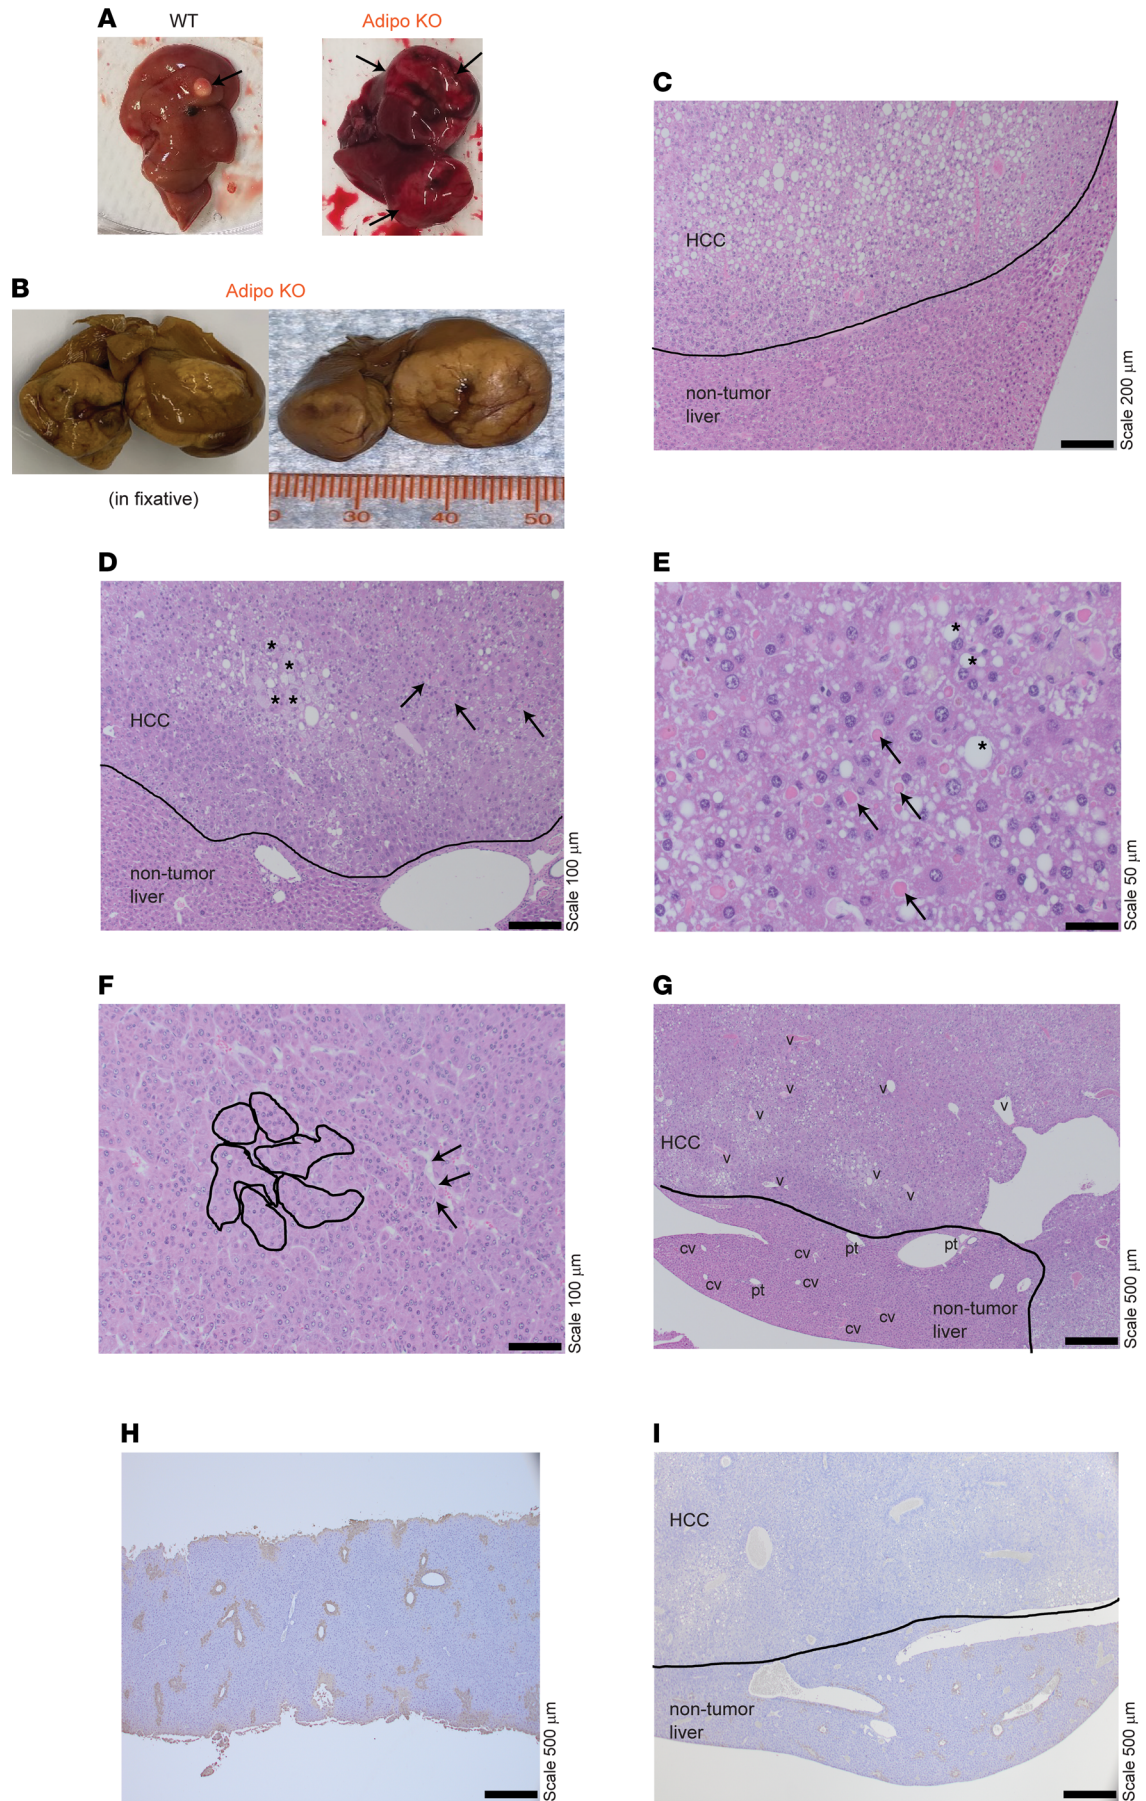 A
WT
Adipo KO
B
Adipo KO
(in fixative)
30
40
50
C
HCC
non-tumor
liver
Scale 200 μm
D
* 
*
* *
HCC
non-tumor
liver
Scale 100 μm
E
*
*
*
Scale 50 μm
F
Scale 100 μm
G
v
v
v
v
v
HCC
v
v
v
v
cv
cv
pt
pt
cv
pt
cv
cv
cv
non-tumor
liver
Scale 500 μm
H
Scale 500 μm
I
HCC
non-tumor
liver
Scale 500 μm